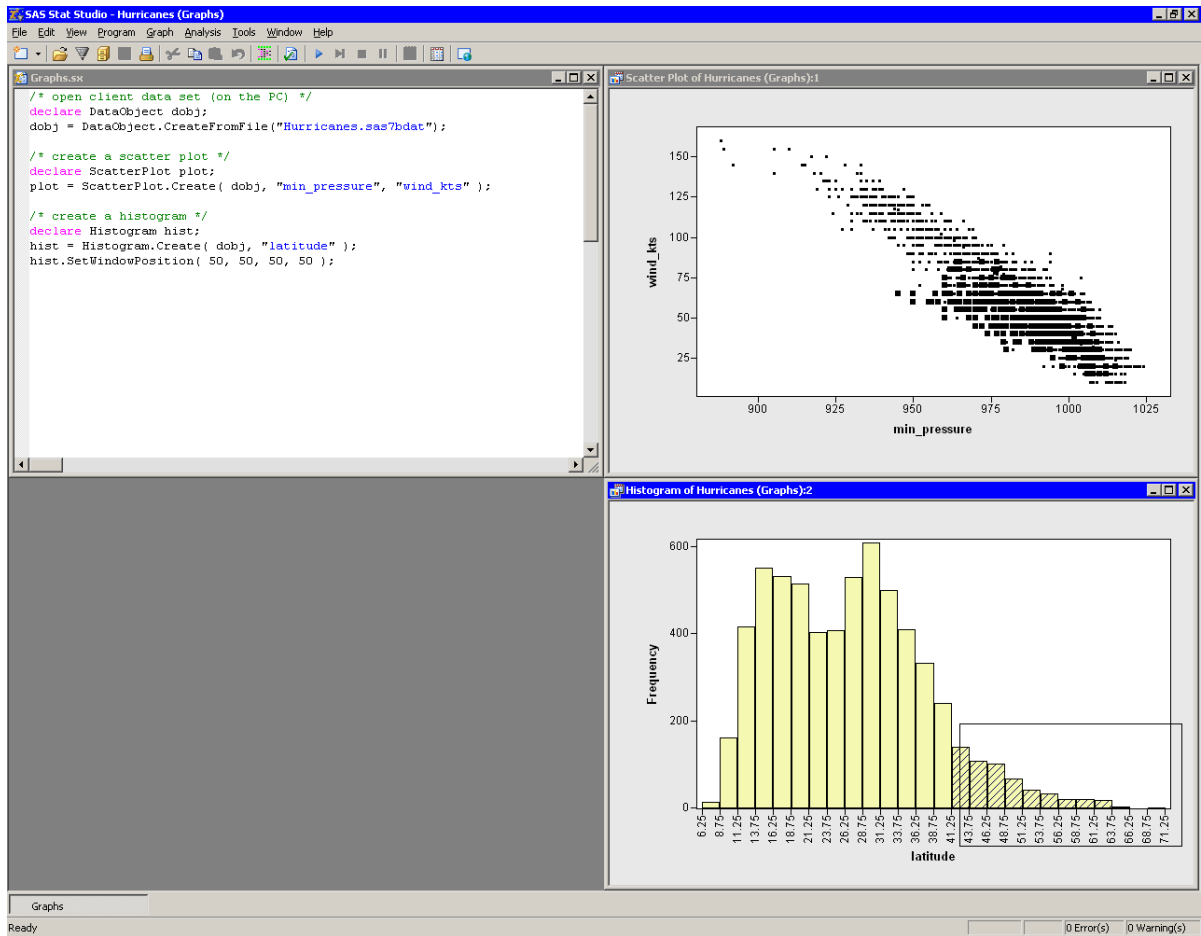 SAS Stat Studio - Hurricanes (Graphs)
File Edit View Program Graph Analysis Tools Window Help
Graphs.sx
/* open client data set (on the PC) */
declare DataObject dobj;
dobj = DataObject.CreateFromFile("Hurricanes.sas7bdat");
/* create a scatter plot */
declare ScatterPlot plot;
plot = ScatterPlot.Create( dobj, "min_pressure", "wind_kts" );
/* create a histogram */
declare Histogram hist;
hist = Histogram.Create( dobj, "latitude" );
hist.SetWindowPosition( 50, 50, 50, 50 );
Scatter Plot of Hurricanes (Graphs):1
150
125
100
75
50
25
wind_kts
900 925 950 975 1000 1025
min_pressure
Histogram of Hurricanes (Graphs):2
600
400
200
0
Frequency
6.25 8.75 11.25 13.75 16.25 18.75 21.25 23.75 26.25 28.75 31.25 33.75 36.25 38.75 41.25 43.75 46.25 48.75 51.25 53.75 56.25 58.75 61.25 63.75 66.25 68.75 71.25
latitude
Graphs
Ready
0 Error(s) 0 Warning(s)